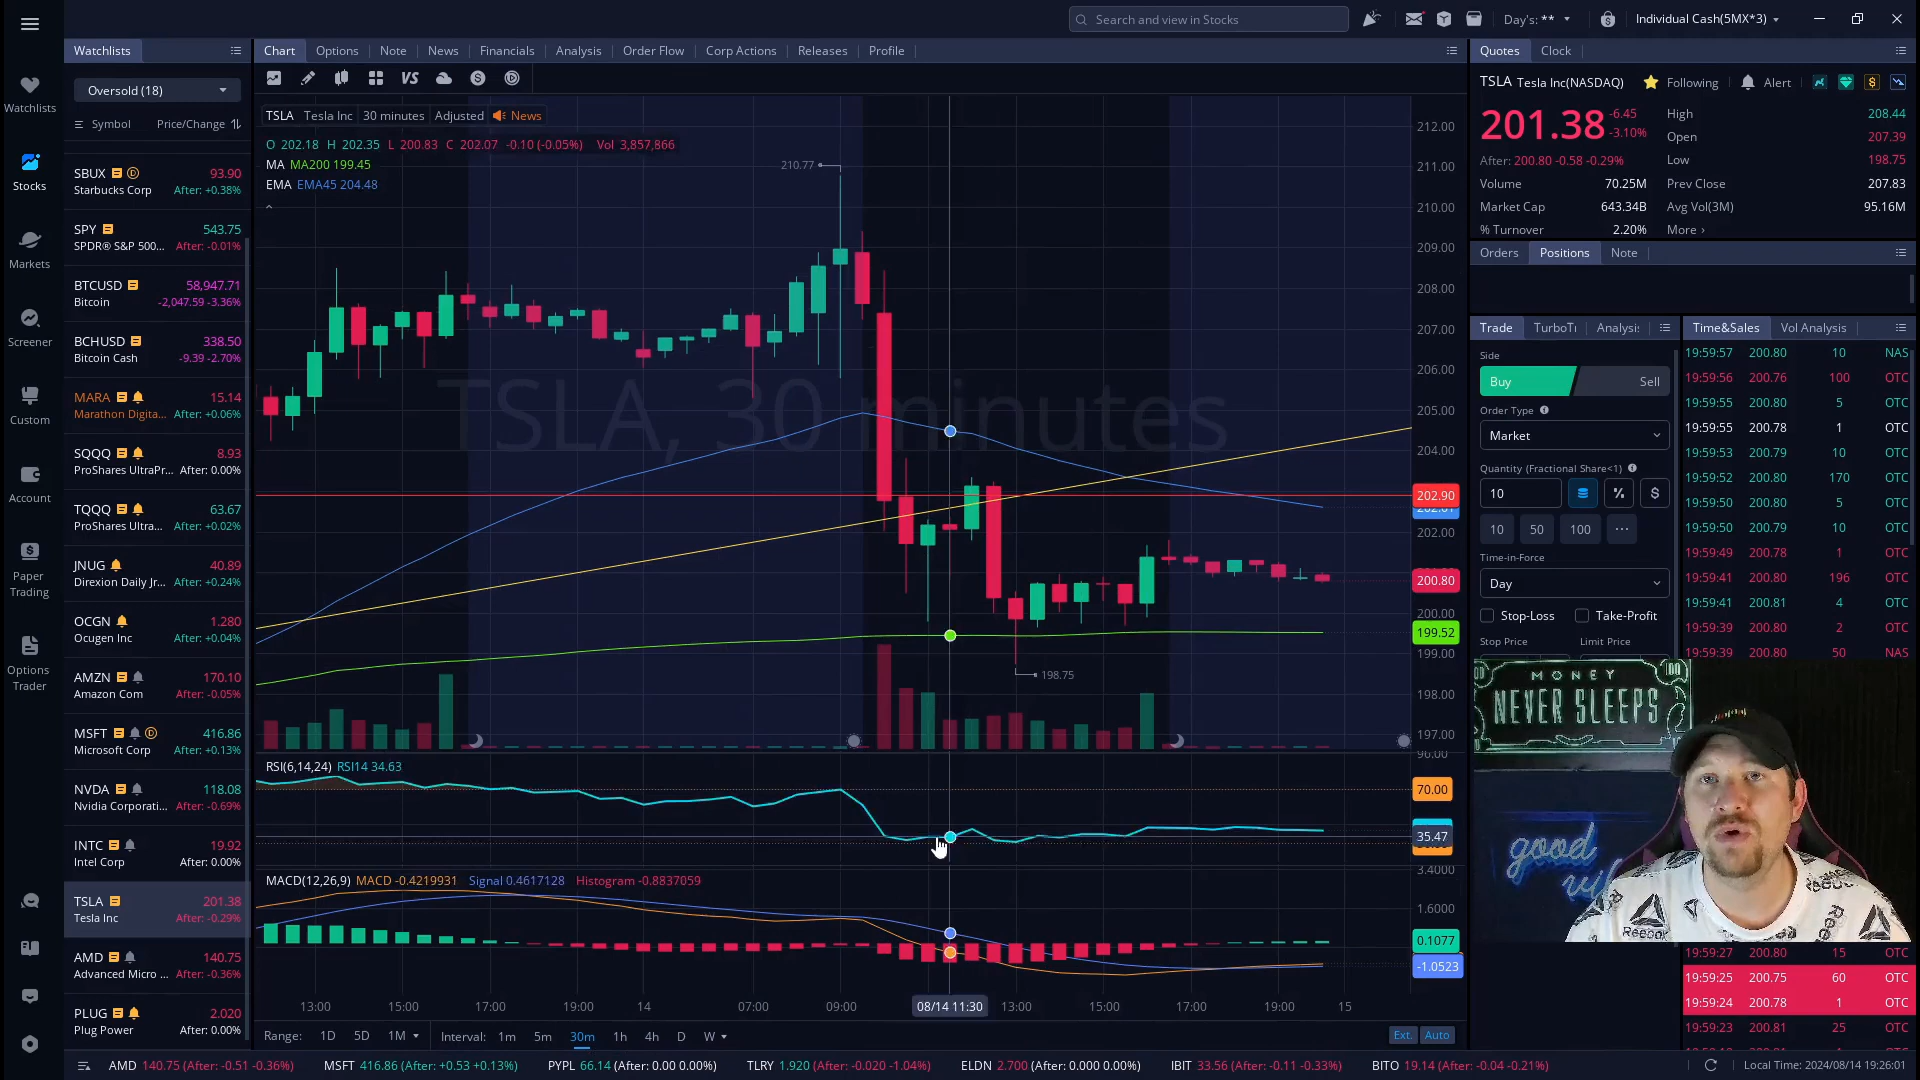 Search and view in Stocks
Day's: **
Individual Cash(5MX*3)
Watchlists
Stocks
Markets
Screener
Custom
Account
Paper
Trading
Options
Trader
Watchlists
Oversold (18)
Symbol Price/Change
SBUX 93.90
Starbucks Corp After: +0.38%
SPY 543.75
SPDR® S&P 500... After: -0.01%
BTCUSD 58,947.71
Bitcoin -2,047.59 -3.36%
BCHUSD 338.50
Bitcoin Cash -9.39 -2.70%
MARA 15.14
Marathon Digita... After: +0.06%
SQQQ 8.93
ProShares UltraPr... After: 0.00%
TQQQ 63.67
ProShares Ultra... After: +0.02%
JNUG 40.89
Direxion Daily Jr... After: +0.24%
OCGN 1.280
Ocugen Inc After: +0.04%
AMZN 170.10
Amazon Com After: -0.05%
MSFT 416.86
Microsoft Corp After: +0.13%
NVDA 118.08
Nvidia Corporati... After: -0.69%
INTC 19.92
Intel Corp After: 0.00%
TSLA 201.38
Tesla Inc After: -0.29%
AMD 140.75
Advanced Micro ... After: -0.36%
PLUG 2.020
Plug Power After: 0.00%
Chart Options Note News Financials Analysis Order Flow Corp Actions Releases Profile
VS
TSLA Tesla Inc 30 minutes Adjusted News
O 202.18 H 202.35 L 200.83 C 202.07 -0.10 (-0.05%) Vol 3,857,866
MA MA200 199.45
EMA EMA45 204.48
TSLA, 30 minutes
210.77
198.75
212.00
211.00
210.00
209.00
208.00
207.00
206.00
205.00
204.00
202.90
202.00
200.80
200.00
199.52
199.00
198.00
197.00
RSI(6,14,24) RSI14 34.63
70.00
35.47
MACD(12,26,9) MACD -0.4219931 Signal 0.4617128 Histogram -0.8837059
3.4000
1.6000
0.1077
-1.0523
13:00 15:00 17:00 19:00 14 07:00 09:00 08/14 11:30 13:00 15:00 17:00 19:00 15
Range: 1D 5D 1M Interval: 1m 5m 30m 1h 4h D W
Ext. Auto
Quotes Clock
TSLA Tesla Inc(NASDAQ) Following Alert
201.38 -6.45
-3.10%
After: 200.80 -0.58 -0.29%
High 208.44
Open 207.39
Low 198.75
Volume 70.25M Prev Close 207.83
Market Cap 643.34B Avg Vol(3M) 95.16M
% Turnover 2.20% More
Orders Positions Note
Trade TurboTr Analysis
Side
Buy Sell
Order Type
Market
Quantity (Fractional Share<1)
10 % $
10 50 100 ...
Time-in-Force
Day
Stop-Loss Take-Profit
Stop Price Limit Price
Time&Sales Vol Analysis
19:59:57 200.80 10 NAS
19:59:56 200.76 100 OTC
19:59:55 200.80 5 OTC
19:59:55 200.78 1 OTC
19:59:53 200.79 10 OTC
19:59:52 200.80 170 OTC
19:59:50 200.80 5 OTC
19:59:50 200.79 10 OTC
19:59:49 200.78 1 OTC
19:59:41 200.80 196 OTC
19:59:41 200.81 4 OTC
19:59:39 200.80 2 OTC
19:59:39 200.80 50 NAS
MONEY
NEVER SLEEPS
100
good
Reebok
19:59:27 200.80 15 OTC
19:59:25 200.75 60 OTC
19:59:24 200.78 1 OTC
19:59:23 200.81 25 OTC
AMD 140.75 (After: -0.51 -0.36%) MSFT 416.86 (After: +0.53 +0.13%) PYPL 66.14 (After: 0.00 0.00%) TLRY 1.920 (After: -0.020 -1.04%) ELDN 2.700 (After: 0.000 0.00%) IBIT 33.56 (After: -0.11 -0.33%) BITO 19.14 (After: -0.04 -0.21%)
Local Time: 2024/08/14 19:26:01